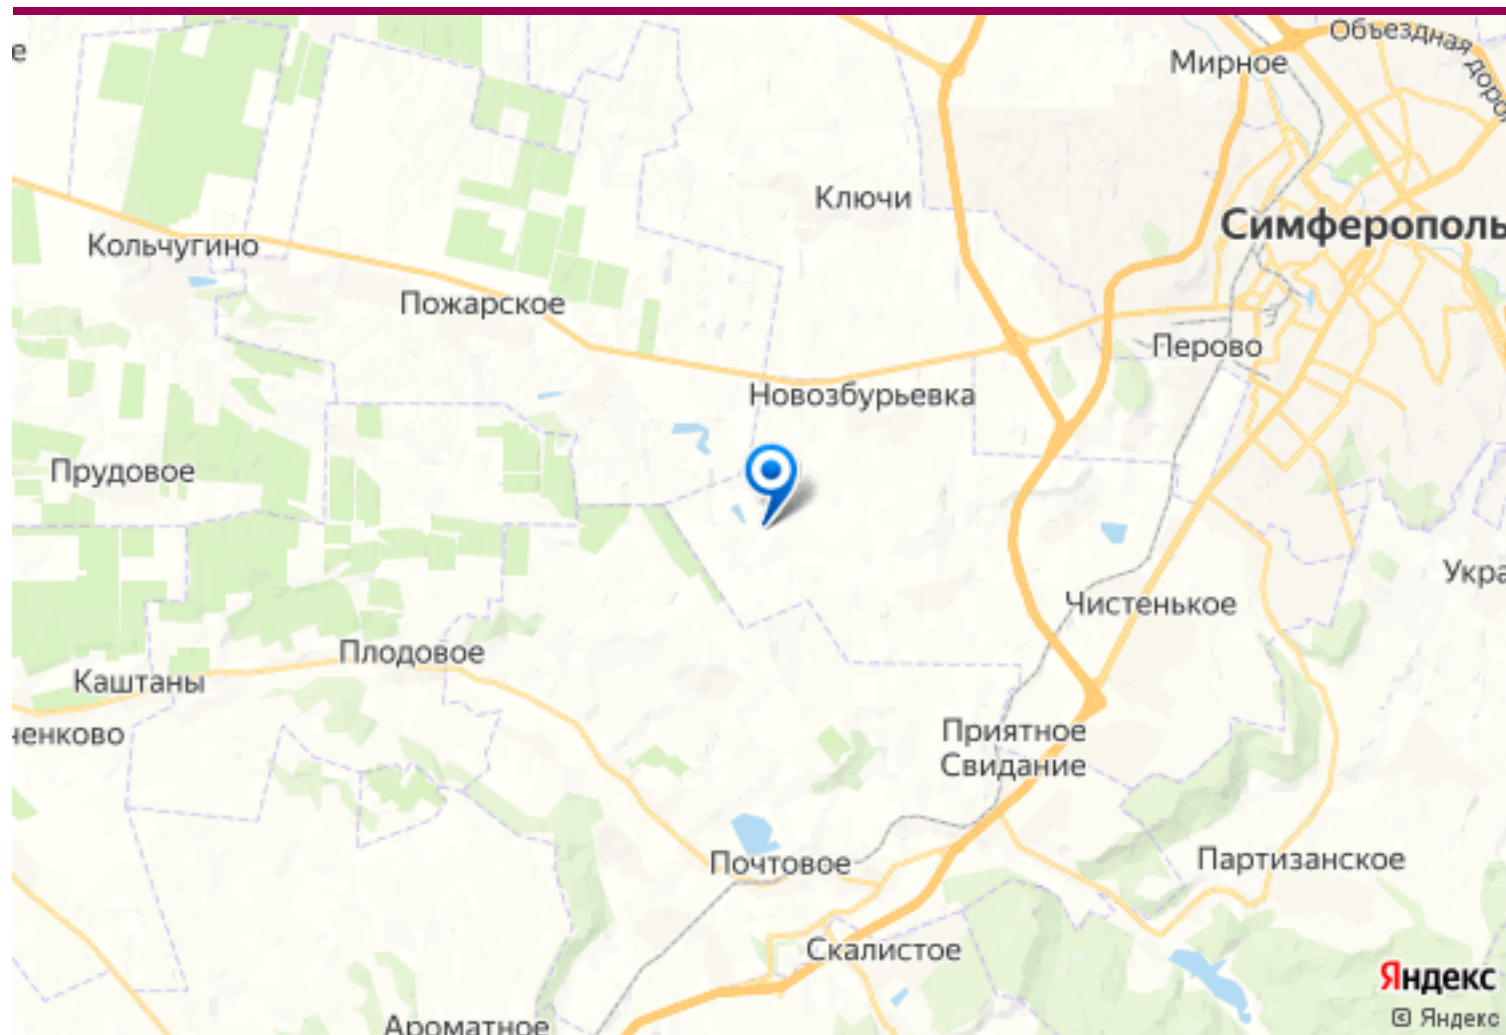 е
Объездная доро
Мирное
Ключи
Симферополь
Кольчугино
Пожарское
Перово
Новозбурьевка
Прудовое
Укра
Чистенькое
Плодовое
Каштаны
ченково
Приятное
Свидание
Почтовое
Партизанское
Скалистое
Яндекс
© Яндекс
Ароматное